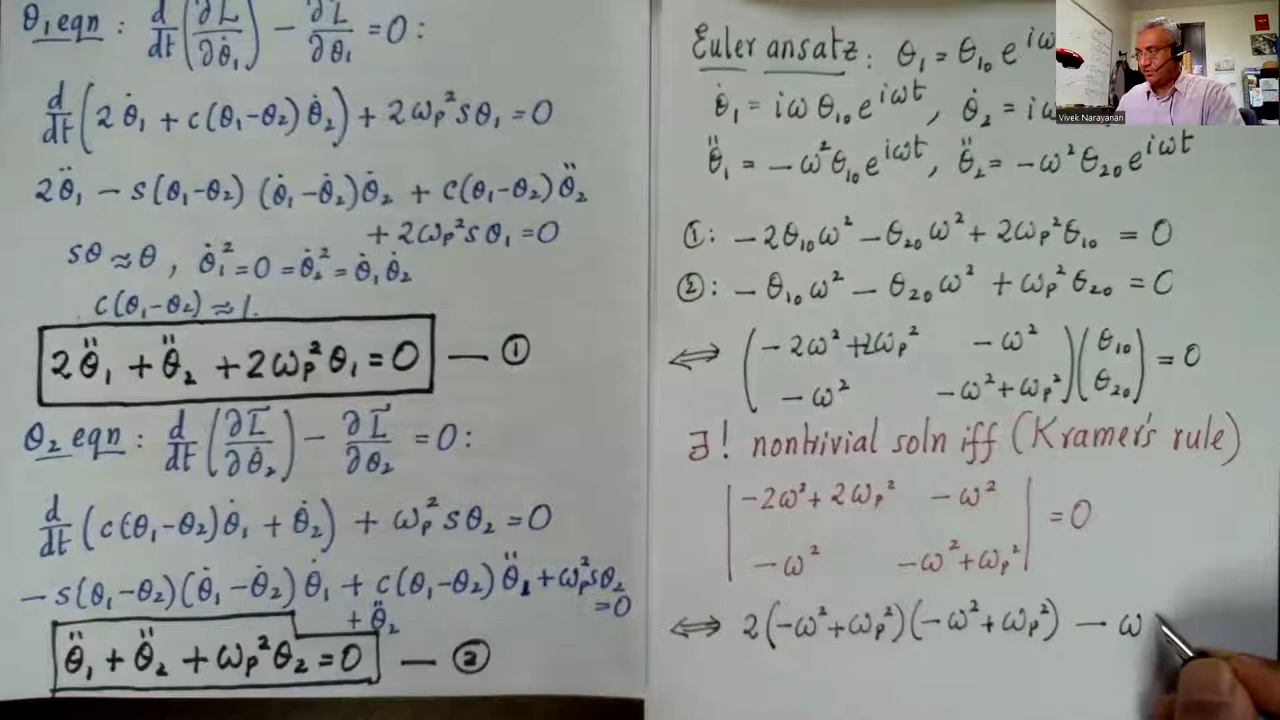 θ₁ eqn : d/dt(∂L/∂θ̇₁) − ∂L/∂θ₁ = 0 :
d/dt(2θ̇₁ + c(θ₁−θ₂)θ̇₂) + 2ωₚ²sθ₁ = 0
2θ̈₁ − s(θ₁−θ₂)(θ̇₁−θ̇₂)θ̇₂ + c(θ₁−θ₂)θ̈₂
+ 2ωₚ²sθ₁ = 0
sθ ≈ θ , θ̇₁² = 0 = θ̇₂² = θ̇₁θ̇₂
c(θ₁−θ₂) ≈ 1.
2θ̈₁ + θ̈₂ + 2ωₚ²θ₁ = 0 — ①
θ₂ eqn : d/dt(∂L/∂θ̇₂) − ∂L/∂θ₂ = 0 :
d/dt(c(θ₁−θ₂)θ̇₁ + θ̇₂) + ωₚ²sθ₂ = 0
− s(θ₁−θ₂)(θ̇₁−θ̇₂)θ̇₁ + c(θ₁−θ₂)θ̈₁ + ωₚ²sθ₂
+ θ̈₂ = 0
θ̈₁ + θ̈₂ + ωₚ²θ₂ = 0 — ②
Euler ansatz : θ₁ = θ₁₀ e^iω
θ̇₁ = iω θ₁₀ e^iωt , θ̇₂ = iω
θ̈₁ = −ω²θ₁₀ e^iωt , θ̈₂ = −ω²θ₂₀ e^iωt
①: −2θ₁₀ω² − θ₂₀ω² + 2ωₚ²θ₁₀ = 0
②: −θ₁₀ω² − θ₂₀ω² + ωₚ²θ₂₀ = 0
⟺ ( −2ω² + 2ωₚ² −ω² ) ( θ₁₀ ) = 0
( −ω² −ω² + ωₚ² ) ( θ₂₀ )
∃! nontrivial soln iff (Kramer's rule)
| −2ω² + 2ωₚ² −ω² | = 0
| −ω² −ω² + ωₚ² |
⟺ 2(−ω² + ωₚ²)(−ω² + ωₚ²) − ω
Vivek Narayanan